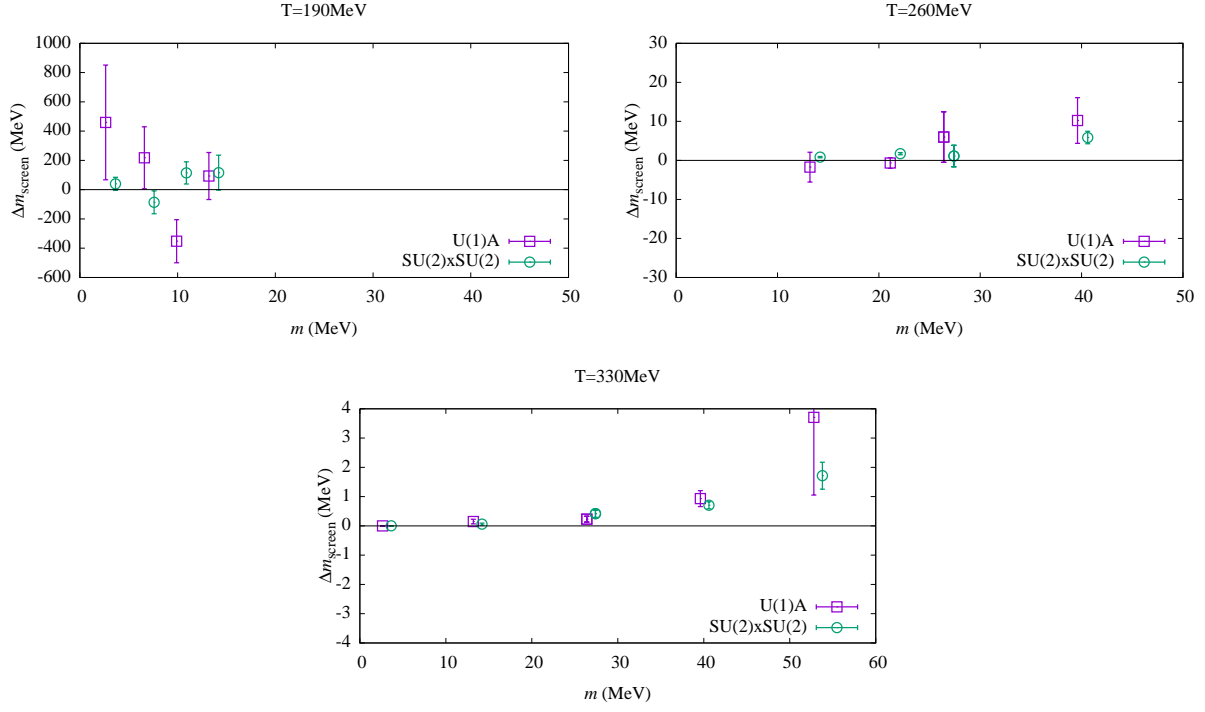 T=190MeV
1000
800
600
400
200
0
-200
-400
-600
0 10 20 30 40 50
Δm_screen (MeV)
m (MeV)
U(1)A
SU(2)xSU(2)
T=260MeV
30
20
10
0
-10
-20
-30
0 10 20 30 40 50
Δm_screen (MeV)
m (MeV)
U(1)A
SU(2)xSU(2)
T=330MeV
4
3
2
1
0
-1
-2
-3
-4
0 10 20 30 40 50 60
Δm_screen (MeV)
m (MeV)
U(1)A
SU(2)xSU(2)